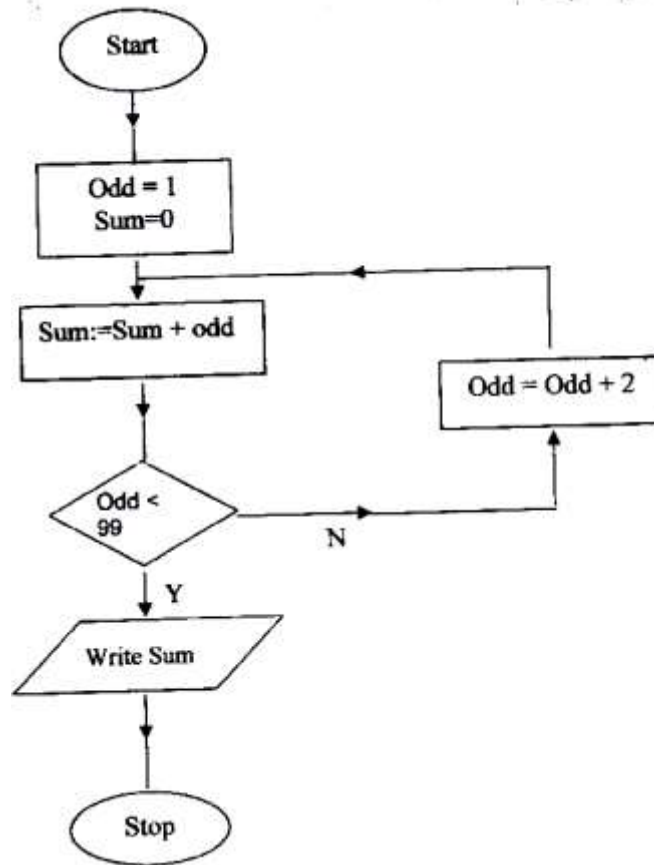 Start
Odd = 1
Sum=0
Sum:=Sum + odd
Odd = Odd + 2
Odd <
99
N
Y
Write Sum
Stop